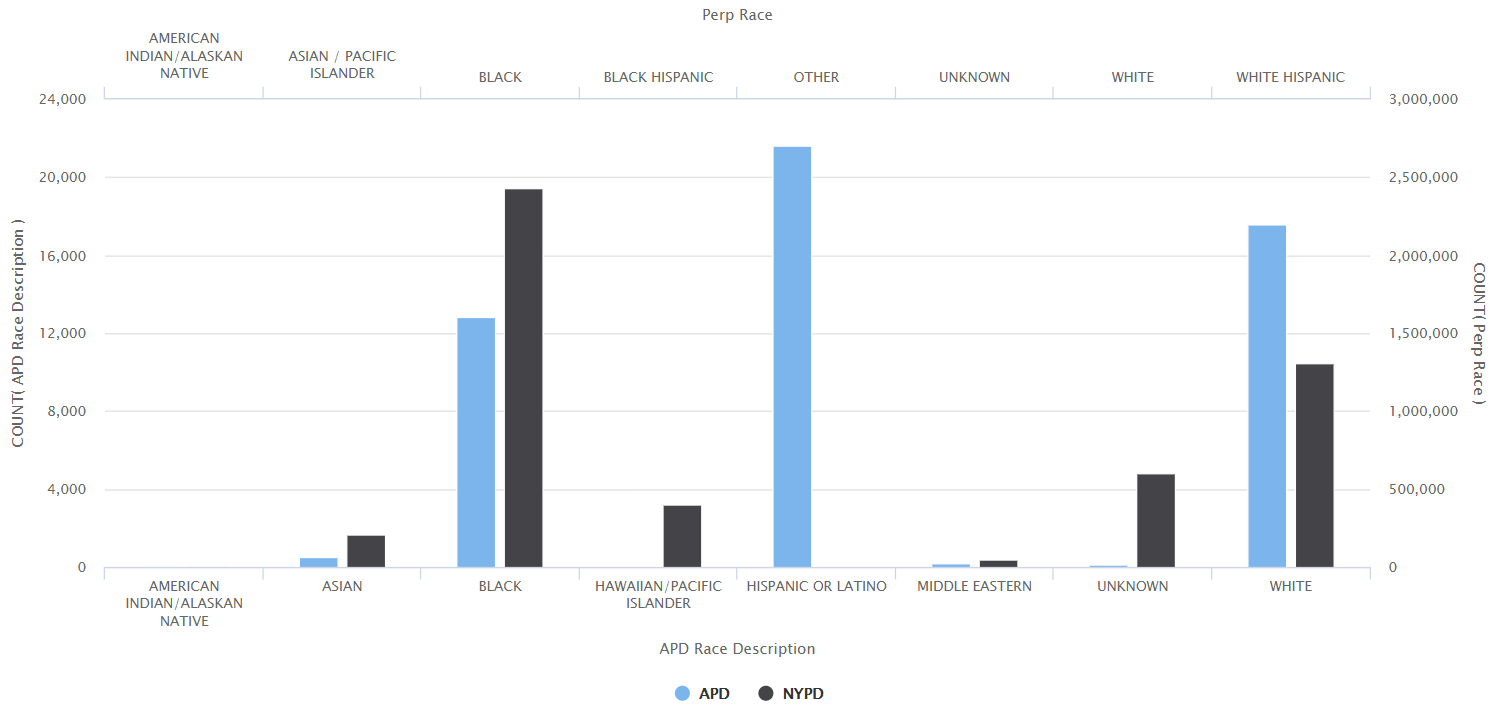 Perp Race
AMERICAN
INDIAN/ALASKAN
NATIVE
ASIAN / PACIFIC
ISLANDER
BLACK
BLACK HISPANIC
OTHER
UNKNOWN
WHITE
WHITE HISPANIC
24,000
20,000
16,000
12,000
8,000
4,000
0
COUNT( APD Race Description )
3,000,000
2,500,000
2,000,000
1,500,000
1,000,000
500,000
0
COUNT( Perp Race )
AMERICAN
INDIAN/ALASKAN
NATIVE
ASIAN
BLACK
HAWAIIAN/PACIFIC
ISLANDER
HISPANIC OR LATINO
MIDDLE EASTERN
UNKNOWN
WHITE
APD Race Description
APD
NYPD